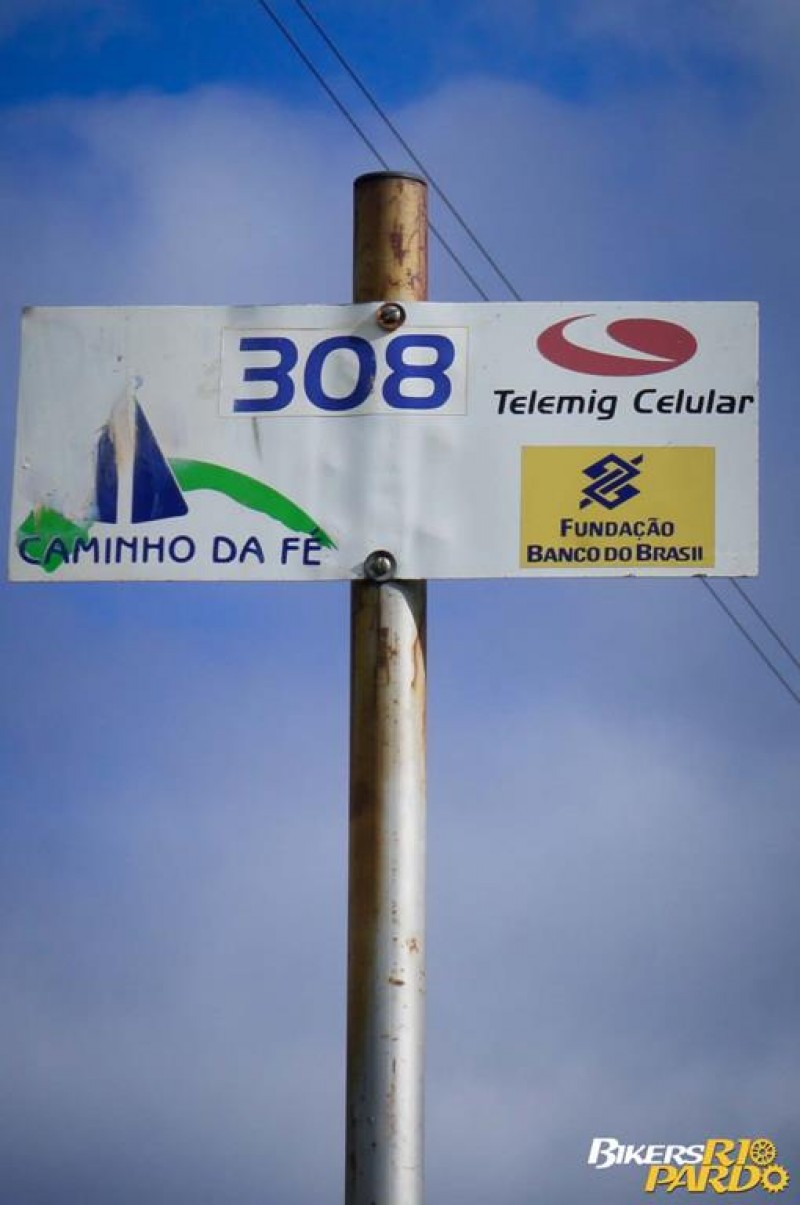 308
Telemig Celular
CAMINHO DA FÉ
FUNDAÇÃO
BANCO DO BRASIL
BIKERS RIO
PARDO